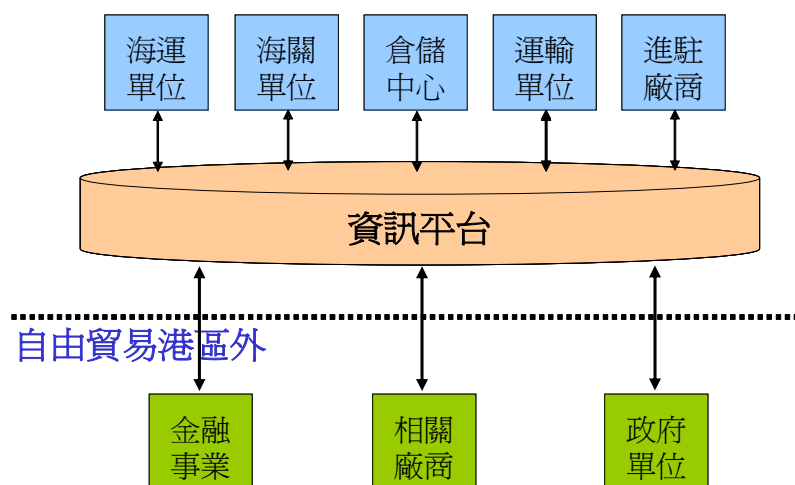 海運
單位
海關
單位
倉儲
中心
運輸
單位
進駐
廠商
資訊平台
自由貿易港區外
金融
事業
相關
廠商
政府
單位